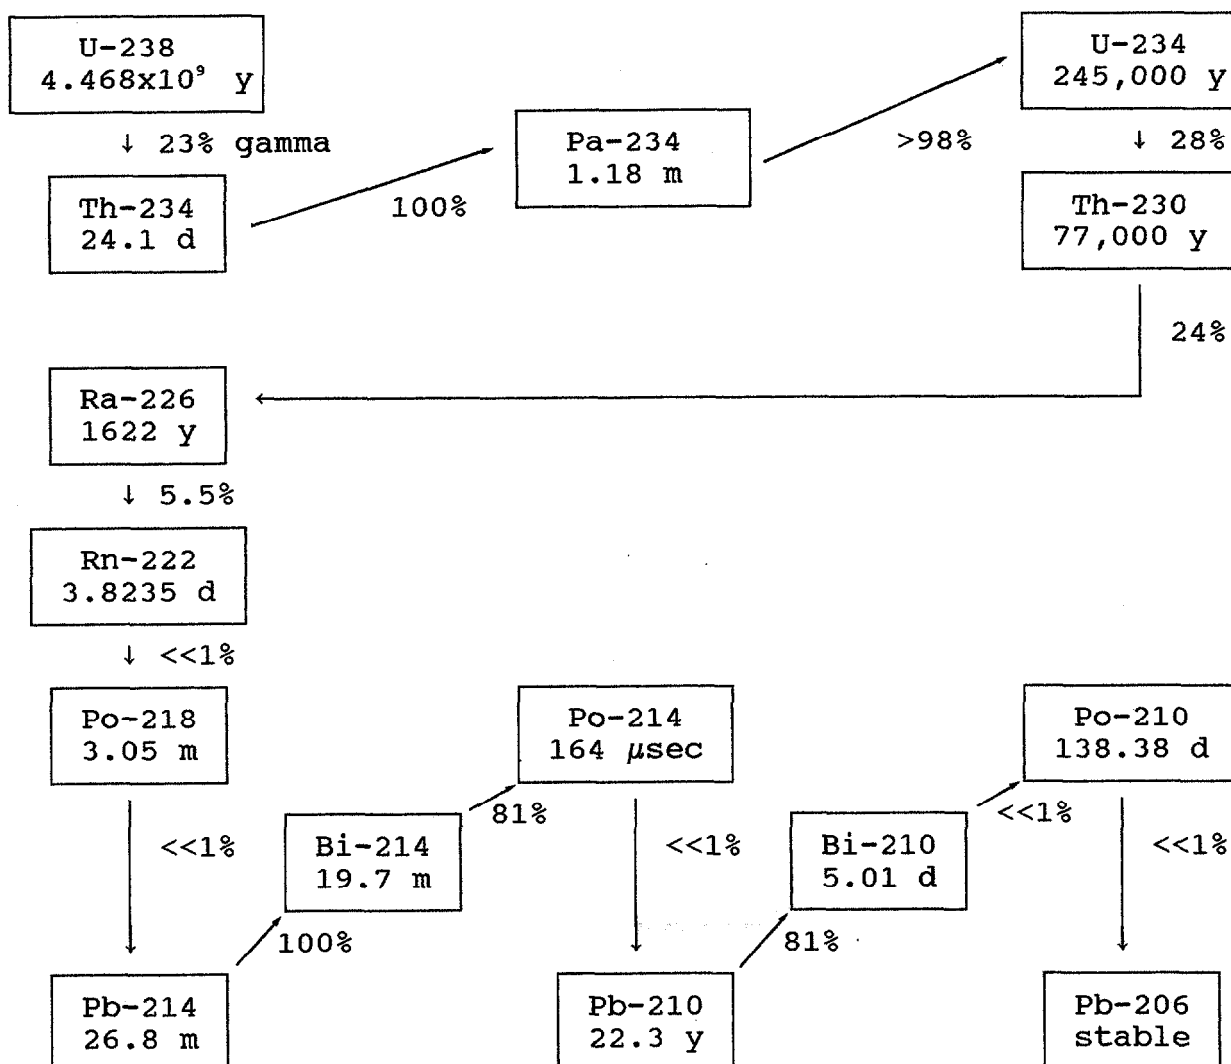 U-238
4.468x10⁹ y
↓ 23% gamma
Th-234
24.1 d
100%
Pa-234
1.18 m
>98%
U-234
245,000 y
↓ 28%
Th-230
77,000 y
24%
Ra-226
1622 y
↓ 5.5%
Rn-222
3.8235 d
↓ <<1%
Po-218
3.05 m
<<1%
Pb-214
26.8 m
100%
Bi-214
19.7 m
81%
Po-214
164 μsec
<<1%
Pb-210
22.3 y
81%
Bi-210
5.01 d
<<1%
Po-210
138.38 d
<<1%
Pb-206
stable